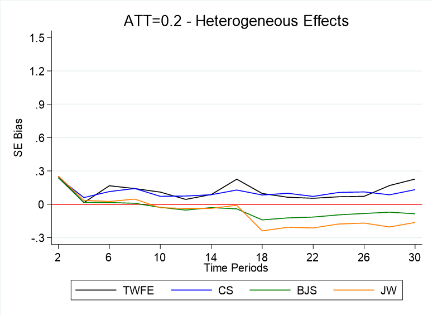 ATT=0.2 - Heterogeneous Effects
1.5
1.2
.9
.6
.3
0
-.3
SE Bias
2 6 10 14 18 22 26 30
Time Periods
TWFE CS BJS JW